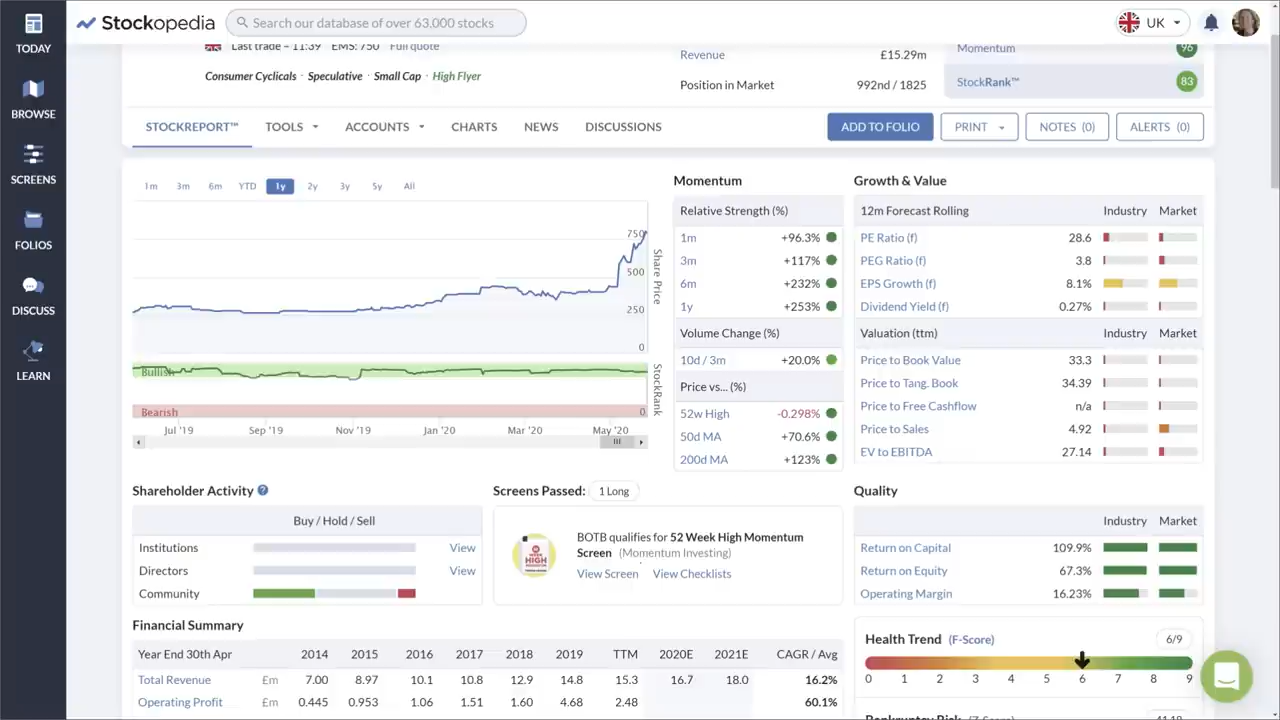 TODAY
Stockopedia
Search our database of over 63,000 stocks
UK
BROWSE
SCREENS
FOLIOS
DISCUSS
LEARN
Last trade - 11:39 EMS: 750 Full quote
Consumer Cyclicals · Speculative · Small Cap · High Flyer
Revenue £15.29m
Position in Market 992nd / 1825
Momentum 96
StockRank™ 83
STOCKREPORT™ TOOLS ACCOUNTS CHARTS NEWS DISCUSSIONS
ADD TO FOLIO PRINT NOTES (0) ALERTS (0)
1m 3m 6m YTD 1y 2y 3y 5y All
750
500
250
0
Share Price
Bullish
Bearish 0
StockRank
Jul '19 Sep '19 Nov '19 Jan '20 Mar '20 May '20
Momentum
Relative Strength (%)
1m +96.3%
3m +117%
6m +232%
1y +253%
Volume Change (%)
10d / 3m +20.0%
Price vs... (%)
52w High -0.298%
50d MA +70.6%
200d MA +123%
Growth & Value
12m Forecast Rolling Industry Market
PE Ratio (f) 28.6
PEG Ratio (f) 3.8
EPS Growth (f) 8.1%
Dividend Yield (f) 0.27%
Valuation (ttm) Industry Market
Price to Book Value 33.3
Price to Tang. Book 34.39
Price to Free Cashflow n/a
Price to Sales 4.92
EV to EBITDA 27.14
Shareholder Activity ?
Buy / Hold / Sell
Institutions View
Directors View
Community
Screens Passed: 1 Long
WEEK
HIGH
BOTB qualifies for 52 Week High Momentum
Screen (Momentum Investing)
View Screen View Checklists
Quality
Industry Market
Return on Capital 109.9%
Return on Equity 67.3%
Operating Margin 16.23%
Financial Summary
Year End 30th Apr 2014 2015 2016 2017 2018 2019 TTM 2020E 2021E CAGR / Avg
Total Revenue £m 7.00 8.97 10.1 10.8 12.9 14.8 15.3 16.7 18.0 16.2%
Operating Profit £m 0.445 0.953 1.06 1.51 1.60 4.68 2.48 60.1%
Health Trend (F-Score) 6/9
0 1 2 3 4 5 6 7 8 9